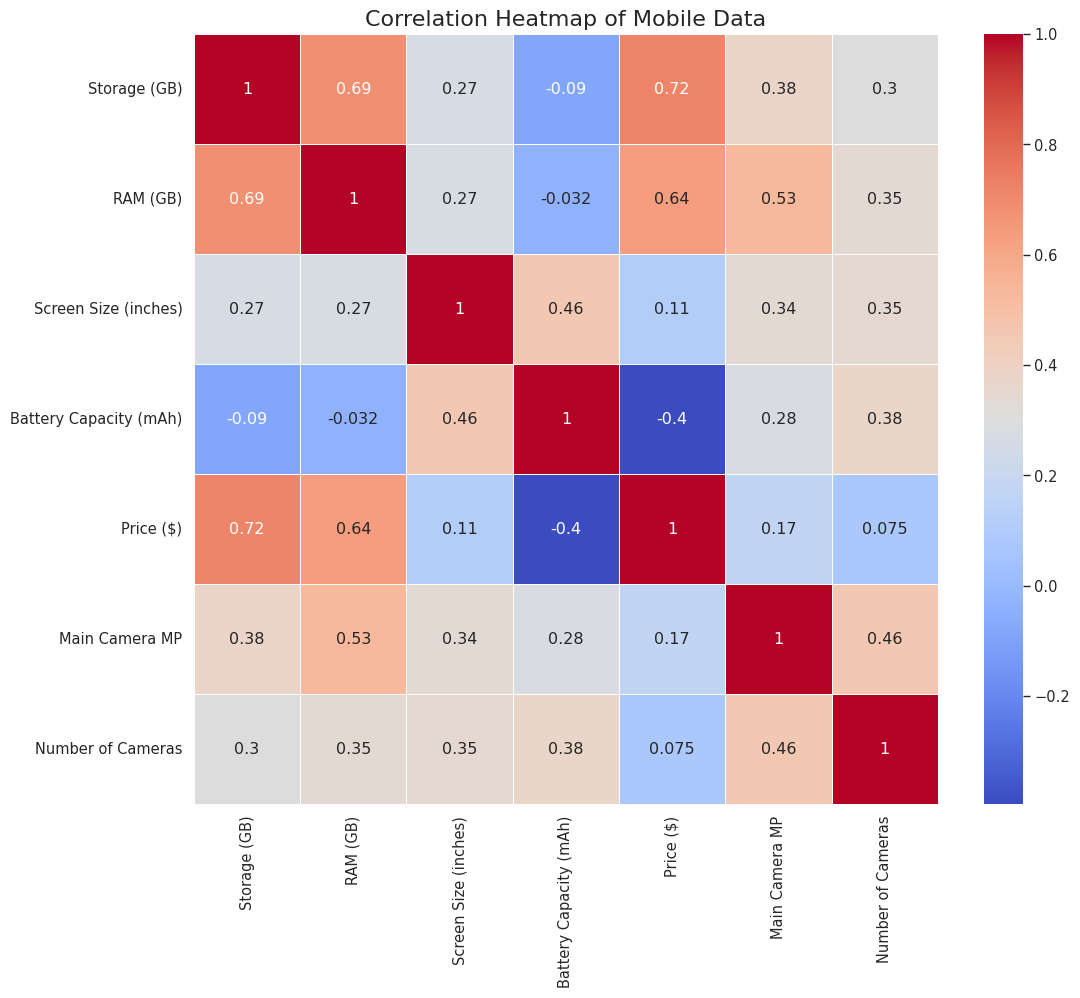 Correlation Heatmap of Mobile Data
Storage (GB) 1 0.69 0.27 -0.09 0.72 0.38 0.3
RAM (GB) 0.69 1 0.27 -0.032 0.64 0.53 0.35
Screen Size (inches) 0.27 0.27 1 0.46 0.11 0.34 0.35
Battery Capacity (mAh) -0.09 -0.032 0.46 1 -0.4 0.28 0.38
Price ($) 0.72 0.64 0.11 -0.4 1 0.17 0.075
Main Camera MP 0.38 0.53 0.34 0.28 0.17 1 0.46
Number of Cameras 0.3 0.35 0.35 0.38 0.075 0.46 1
Storage (GB)
RAM (GB)
Screen Size (inches)
Battery Capacity (mAh)
Price ($)
Main Camera MP
Number of Cameras
1.0
0.8
0.6
0.4
0.2
0.0
−0.2